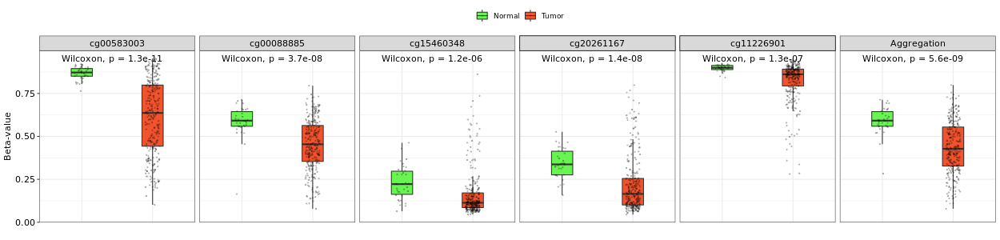 Normal Tumor
cg00583003 cg00088885 cg15460348 cg20261167 cg11226901 Aggregation
Wilcoxon, p = 1.3e-11 Wilcoxon, p = 3.7e-08 Wilcoxon, p = 1.2e-06 Wilcoxon, p = 1.4e-08 Wilcoxon, p = 1.3e-07 Wilcoxon, p = 5.6e-09
Beta-value
0.75
0.50
0.25
0.00